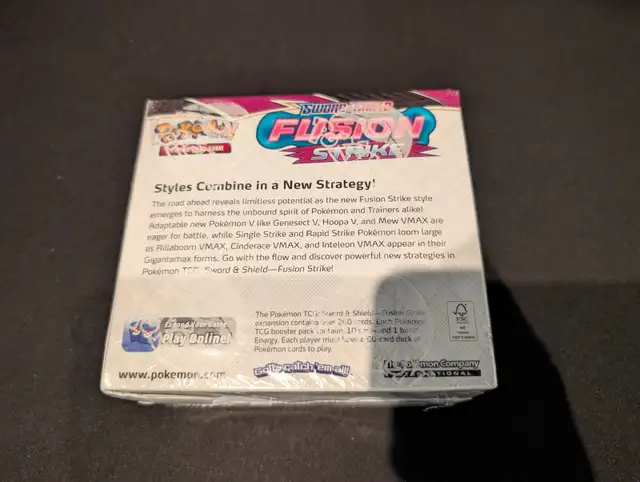 SWORD & SHIELD
Pokémon
FUSION
STRIKE
Styles Combine in a New Strategy!
The road ahead reveals limitless potential as the new Fusion Strike style
emerges to harness the unbound spirit of Pokémon and Trainers alike!
Adaptable new Pokémon V like Genesect V, Hoopa V, and Mew VMAX are
eager for battle, while Single Strike and Rapid Strike Pokémon loom large
as Rillaboom VMAX, Cinderace VMAX, and Inteleon VMAX appear in their
Gigantamax forms. Go with the flow and discover powerful new strategies in
Pokémon TCG: Sword & Shield—Fusion Strike!
Expand Your Game
Play Online!
The Pokémon TCG: Sword & Shield—Fusion Strike
expansion contains over 260 cards. Each Pokémon
TCG booster pack contains 10 cards and 1 basic
Energy. Each player must have a 60-card deck of
Pokémon cards to play.
FSC
www.pokemon.com
Gotta catch 'em all!
The Pokémon Company
INTERNATIONAL